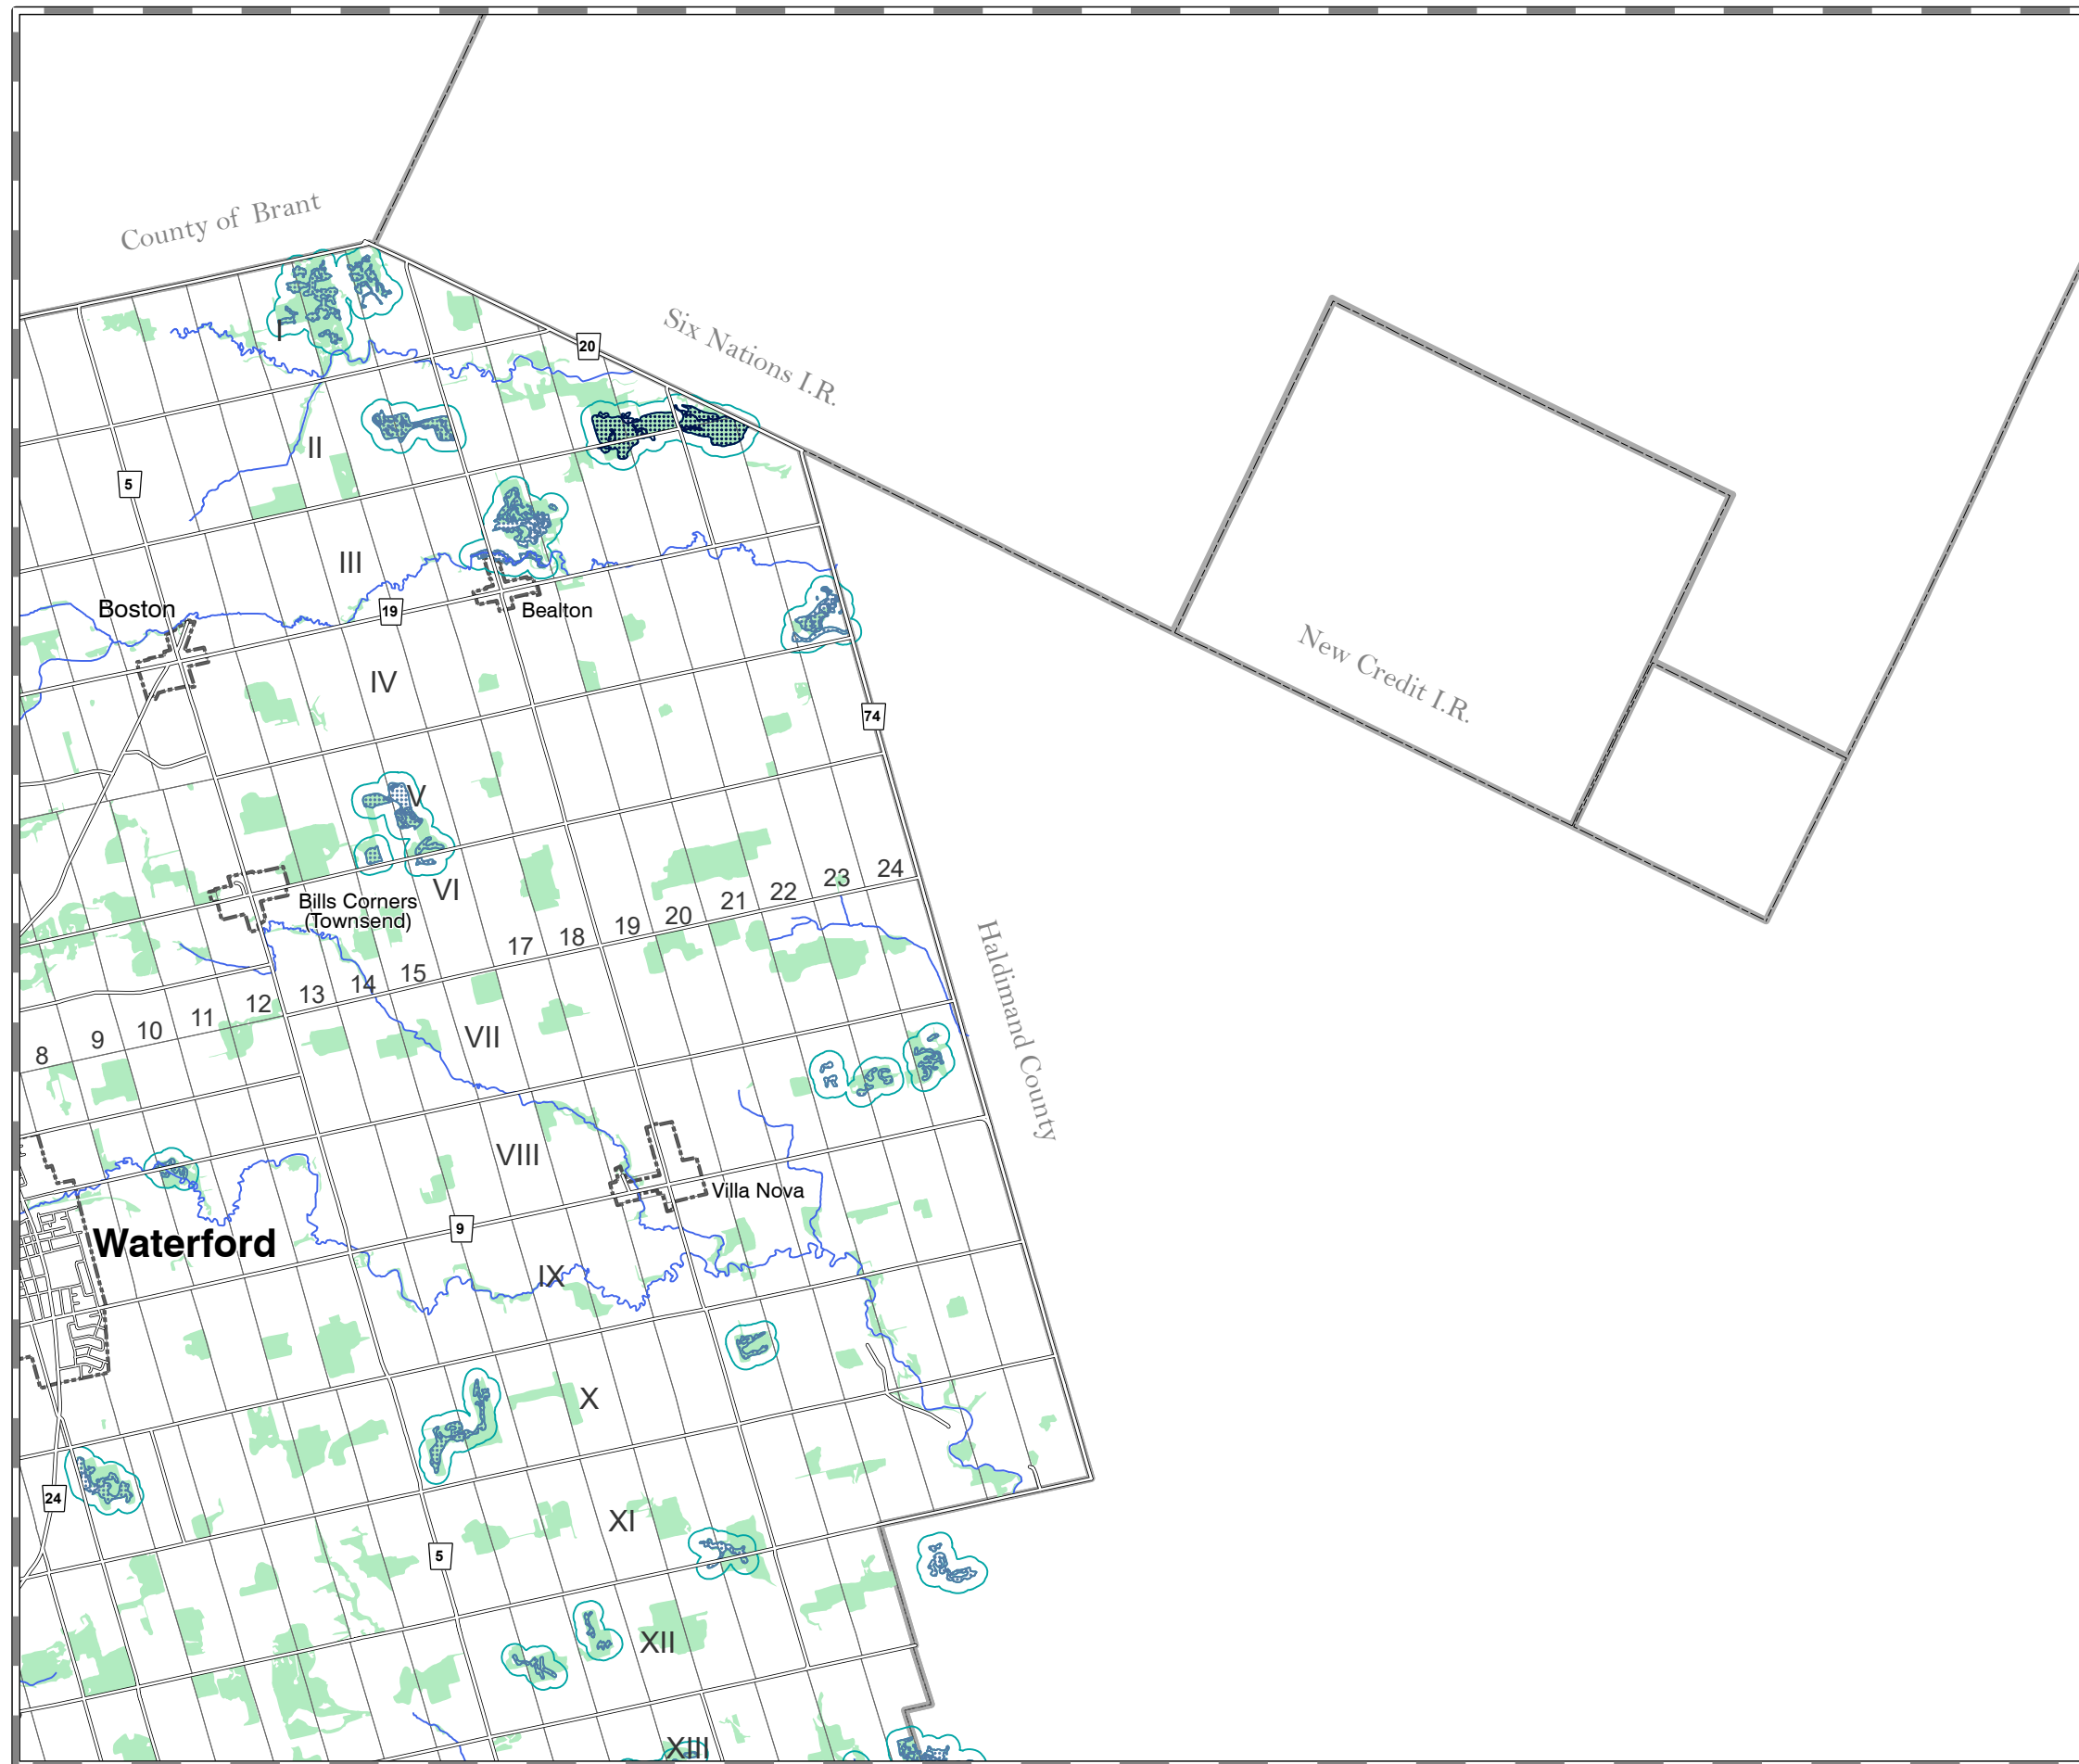 County of Brant
I
20
Six Nations I.R.
II
5
III
19
Boston
Bealton
New Credit I.R.
IV
74
V
VI
Bills Corners
(Townsend)
8
9
10
11
12
13
14
15
17
18
19
20
21
22
23
24
Haldimand County
VII
VIII
Villa Nova
9
Waterford
IX
X
24
XI
5
XII
XIII